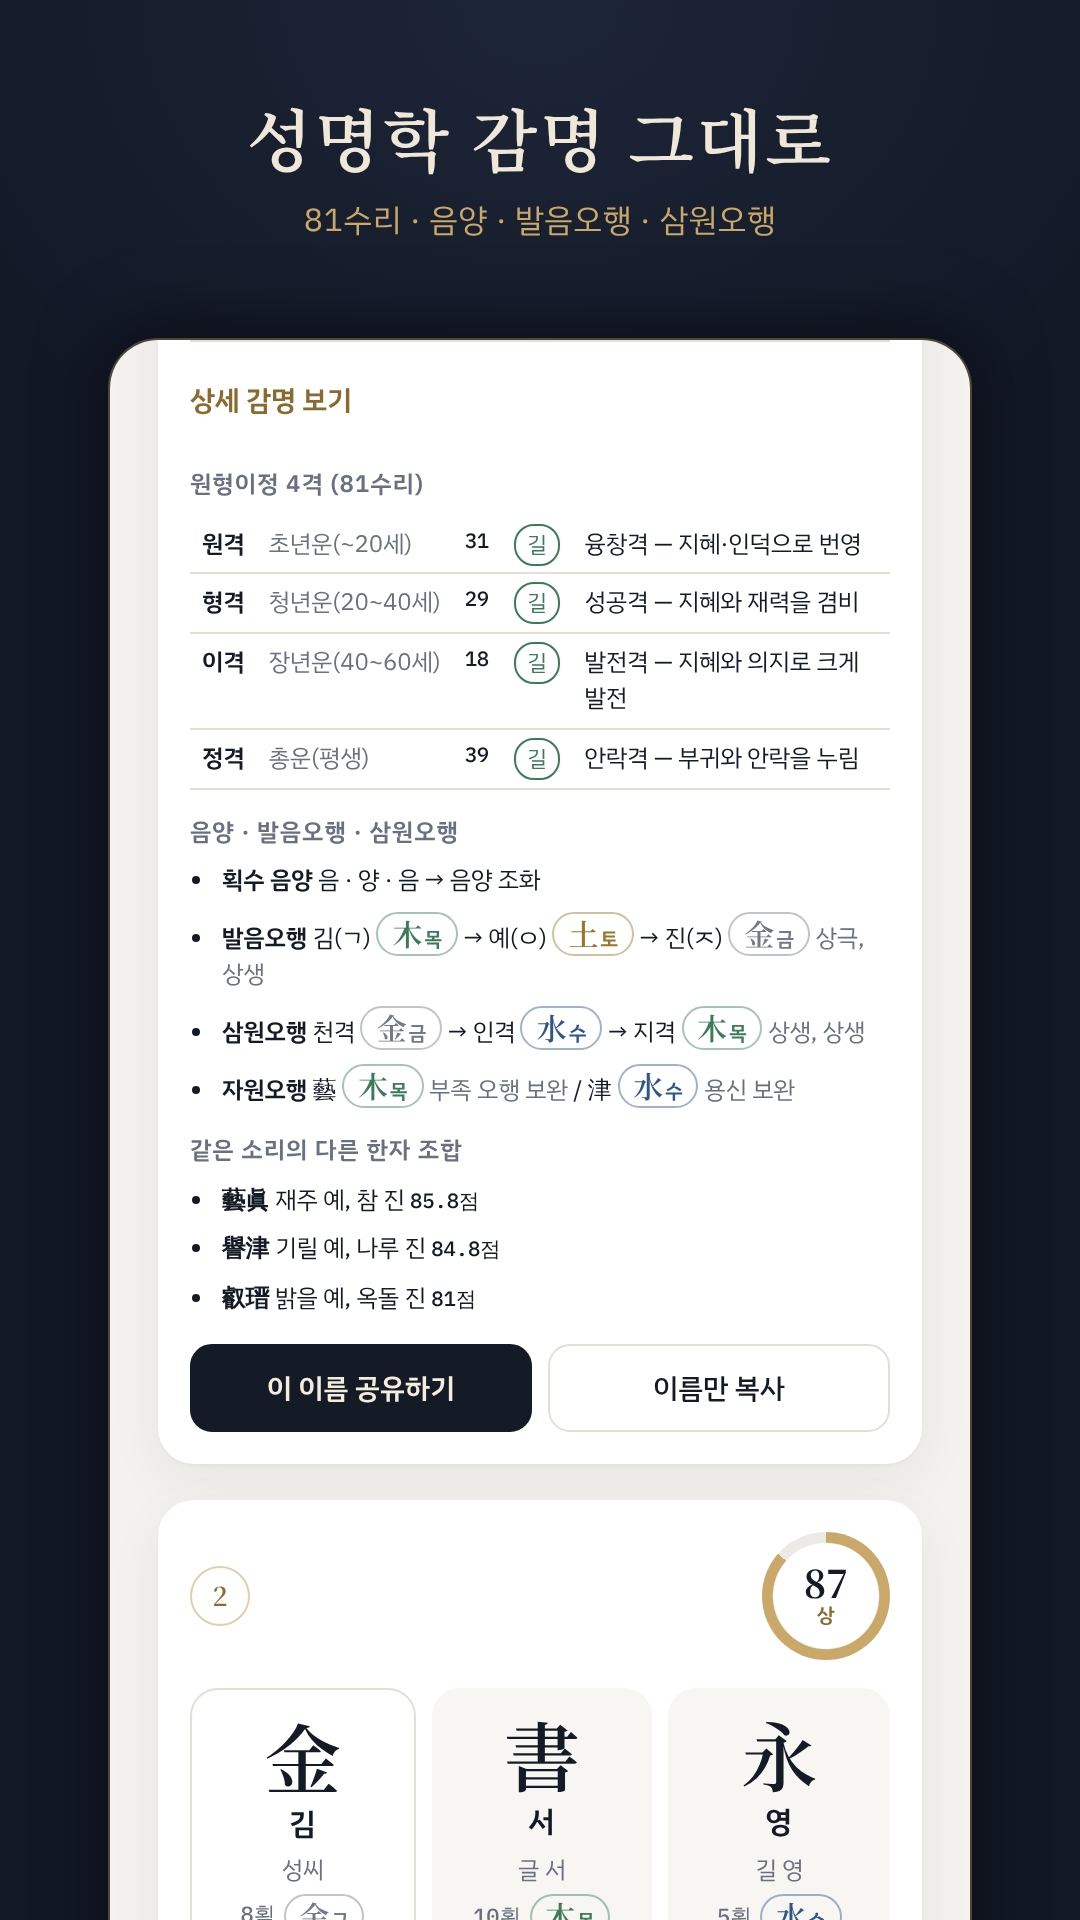 성명학 감명 그대로
81수리 · 음양 · 발음오행 · 삼원오행
상세 감명 보기
원형이정 4격 (81수리)
원격 초년운(~20세) 31 길 융창격 — 지혜·인덕으로 번영
형격 청년운(20~40세) 29 길 성공격 — 지혜와 재력을 겸비
이격 장년운(40~60세) 18 길 발전격 — 지혜와 의지로 크게
발전
정격 총운(평생) 39 길 안락격 — 부귀와 안락을 누림
음양 · 발음오행 · 삼원오행
• 획수 음양 음 · 양 · 음 → 음양 조화
• 발음오행 김(ㄱ) 木목 → 예(ㅇ) 土토 → 진(ㅈ) 金금 상극,
상생
• 삼원오행 천격 金금 → 인격 水수 → 지격 木목 상생, 상생
• 자원오행 藝 木목 부족 오행 보완 / 津 水수 용신 보완
같은 소리의 다른 한자 조합
• 藝眞 재주 예, 참 진 85.8점
• 譽津 기릴 예, 나루 진 84.8점
• 叡瑨 밝을 예, 옥돌 진 81점
이 이름 공유하기 이름만 복사
2 87
상
金 書 永
김 서 영
성씨 글 서 길 영
8획 金금 10획 木목 5획 水수